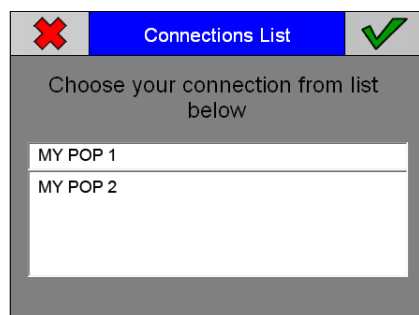 Connections List
Choose your connection from list
below
MY POP 1
MY POP 2